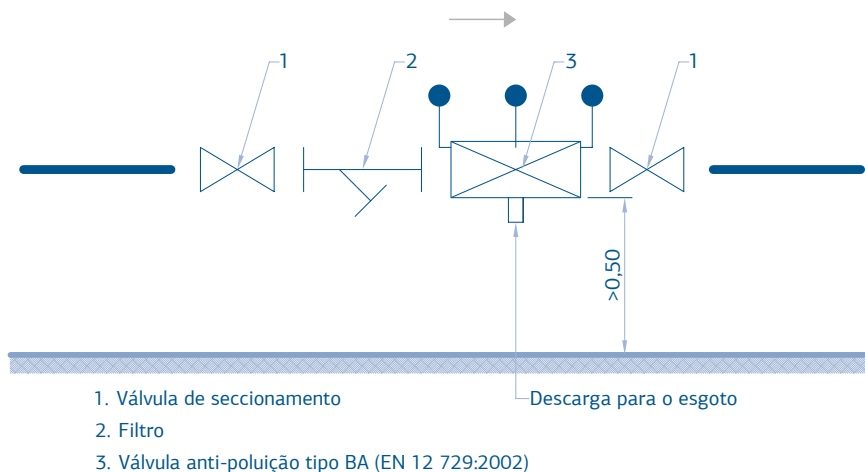 1
2
3
1
>0,50
1. Válvula de seccionamento
Descarga para o esgoto
2. Filtro
3. Válvula anti-poluição tipo BA (EN 12 729:2002)